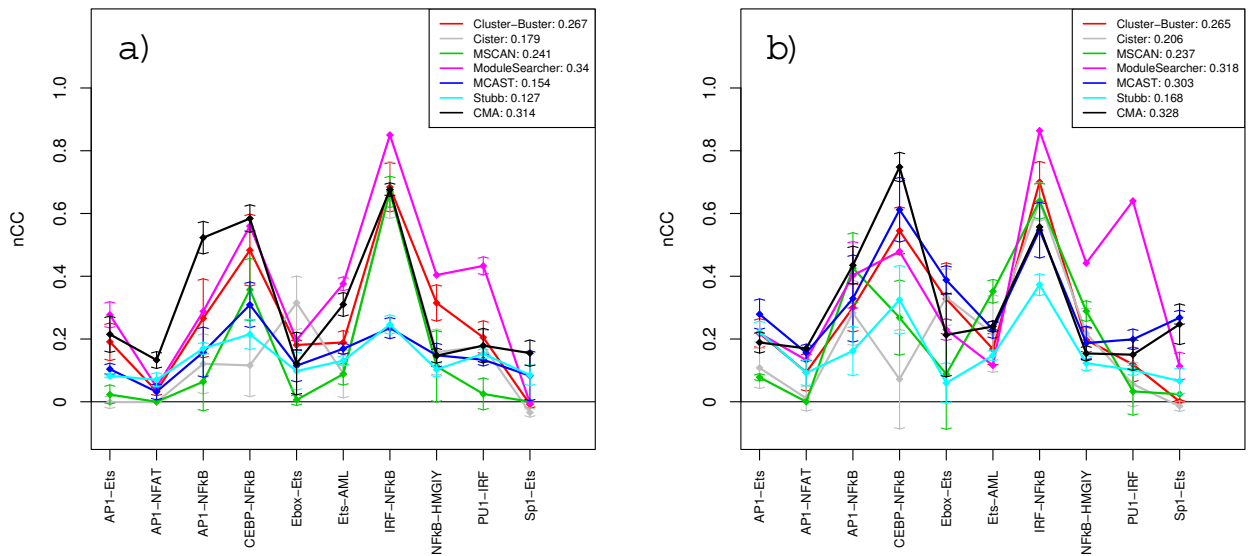 a)
Cluster−Buster: 0.267
Cister: 0.179
MSCAN: 0.241
ModuleSearcher: 0.34
MCAST: 0.154
Stubb: 0.127
CMA: 0.314
nCC
1.0
0.8
0.6
0.4
0.2
0
AP1−Ets
AP1−NFAT
AP1−NFkB
CEBP−NFkB
Ebox−Ets
Ets−AML
IRF−NFkB
NFkB−HMGIY
PU1−IRF
Sp1−Ets
b)
Cluster−Buster: 0.265
Cister: 0.206
MSCAN: 0.237
ModuleSearcher: 0.318
MCAST: 0.303
Stubb: 0.168
CMA: 0.328
nCC
1.0
0.8
0.6
0.4
0.2
0
AP1−Ets
AP1−NFAT
AP1−NFkB
CEBP−NFkB
Ebox−Ets
Ets−AML
IRF−NFkB
NFkB−HMGIY
PU1−IRF
Sp1−Ets